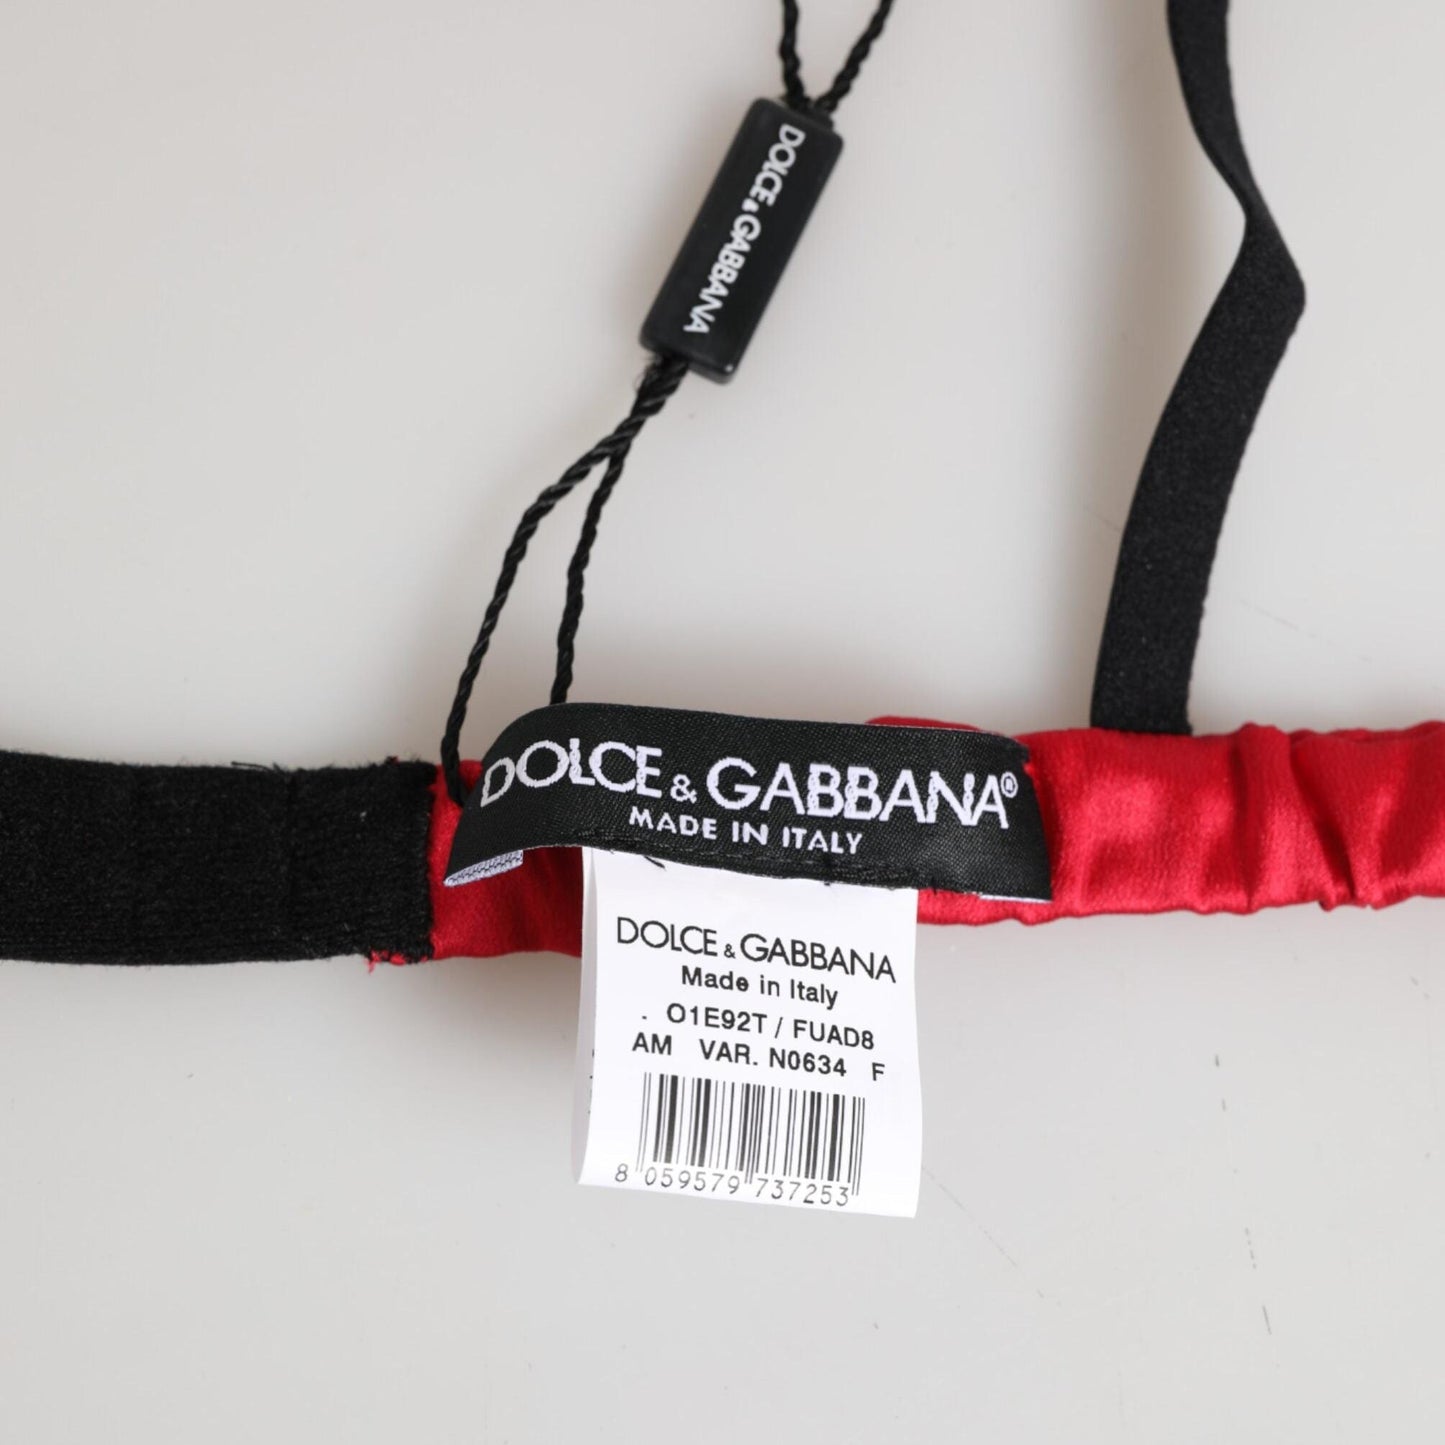 DOLCE & GABBANA
DOLCE & GABBANA®
MADE IN ITALY
DOLCE & GABBANA
Made in Italy
. O1E92T / FUAD8
AM VAR. N0634 F
8 059579 737253